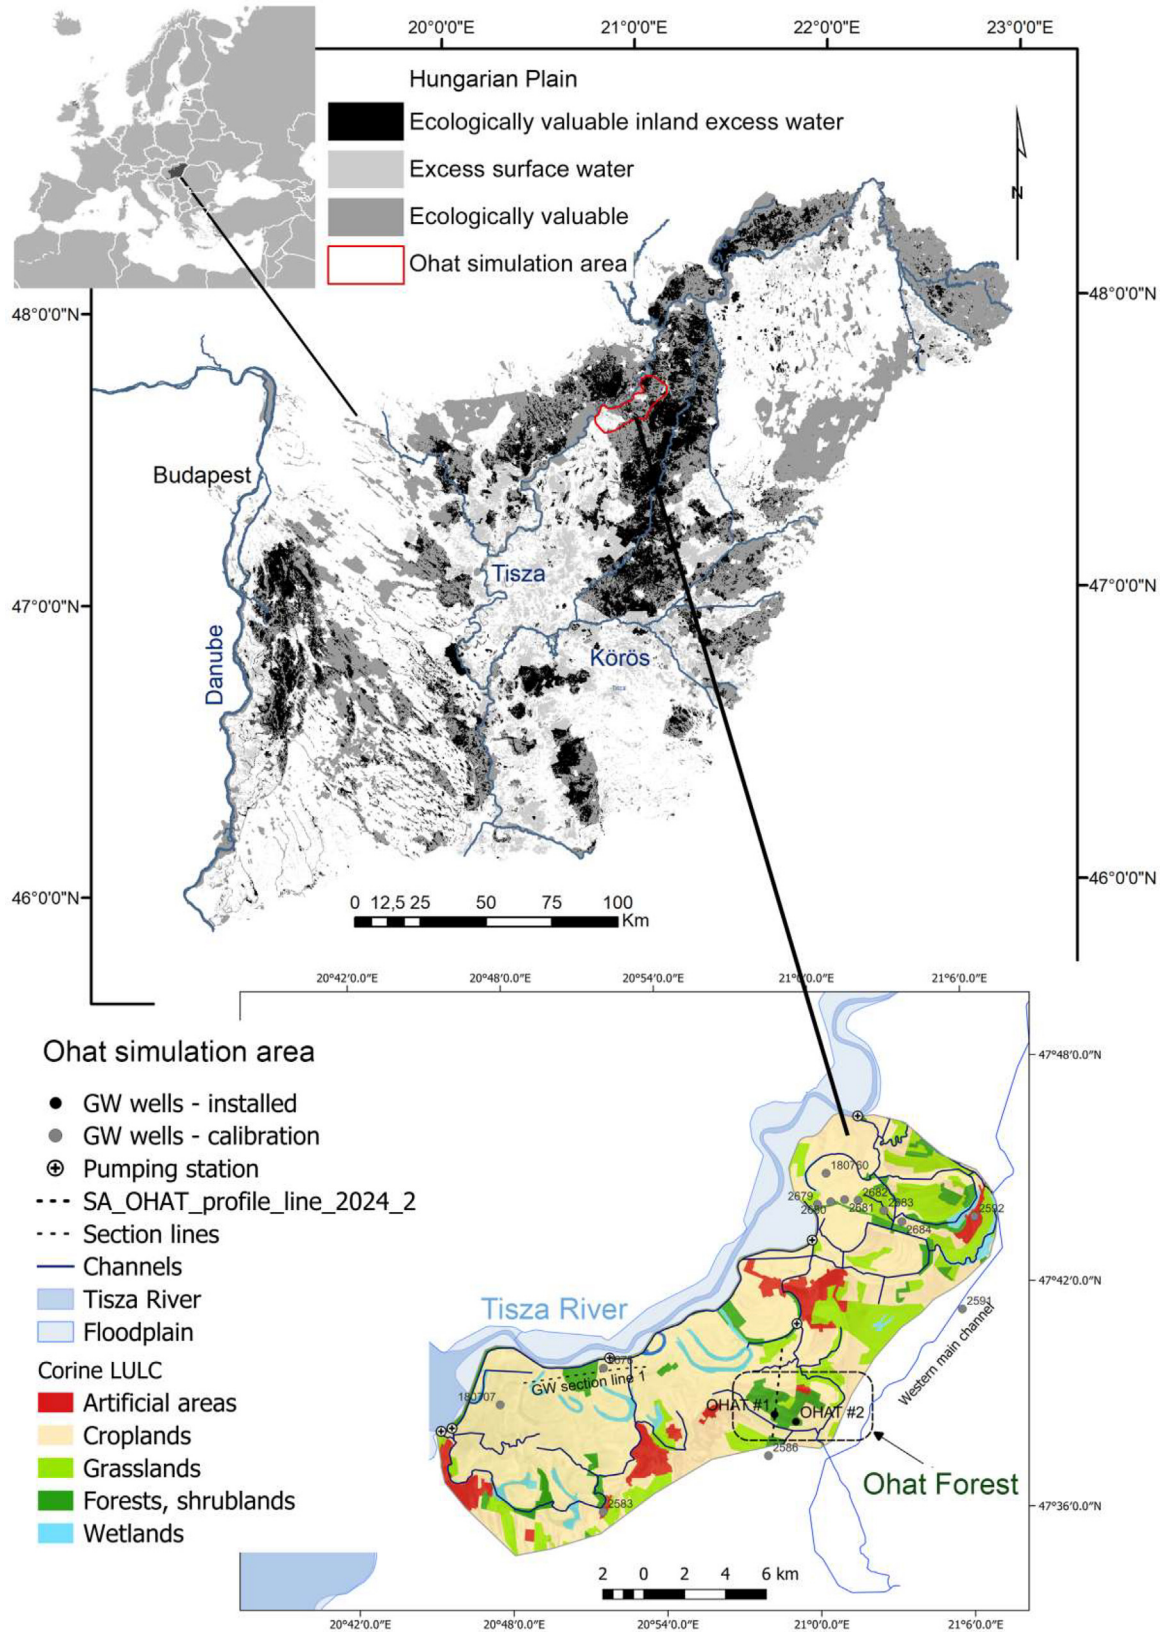 20°0'0"E
21°0'0"E
22°0'0"E
23°0'0"E
Hungarian Plain
Ecologically valuable inland excess water
Excess surface water
Ecologically valuable
Ohat simulation area
N
48°0'0"N
48°0'0"N
Budapest
Tisza
47°0'0"N
47°0'0"N
Danube
Körös
46°0'0"N
46°0'0"N
0 12,5 25 50 75 100
Km
20°42'0.0"E
20°48'0.0"E
20°54'0.0"E
21°0'0.0"E
21°6'0.0"E
Ohat simulation area
GW wells - installed
GW wells - calibration
Pumping station
SA_OHAT_profile_line_2024_2
Section lines
Channels
Tisza River
Floodplain
Corine LULC
Artificial areas
Croplands
Grasslands
Forests, shrublands
Wetlands
47°48'0.0"N
180760
2679
2680
2682
2681
2683
2684
2592
47°42'0.0"N
2591
Western main channel
Tisza River
GW section line 1
180707
OHAT #1
OHAT #2
2586
Ohat Forest
2583
47°36'0.0"N
2 0 2 4 6 km
20°42'0.0"E
20°48'0.0"E
20°54'0.0"E
21°0'0.0"E
21°6'0.0"E